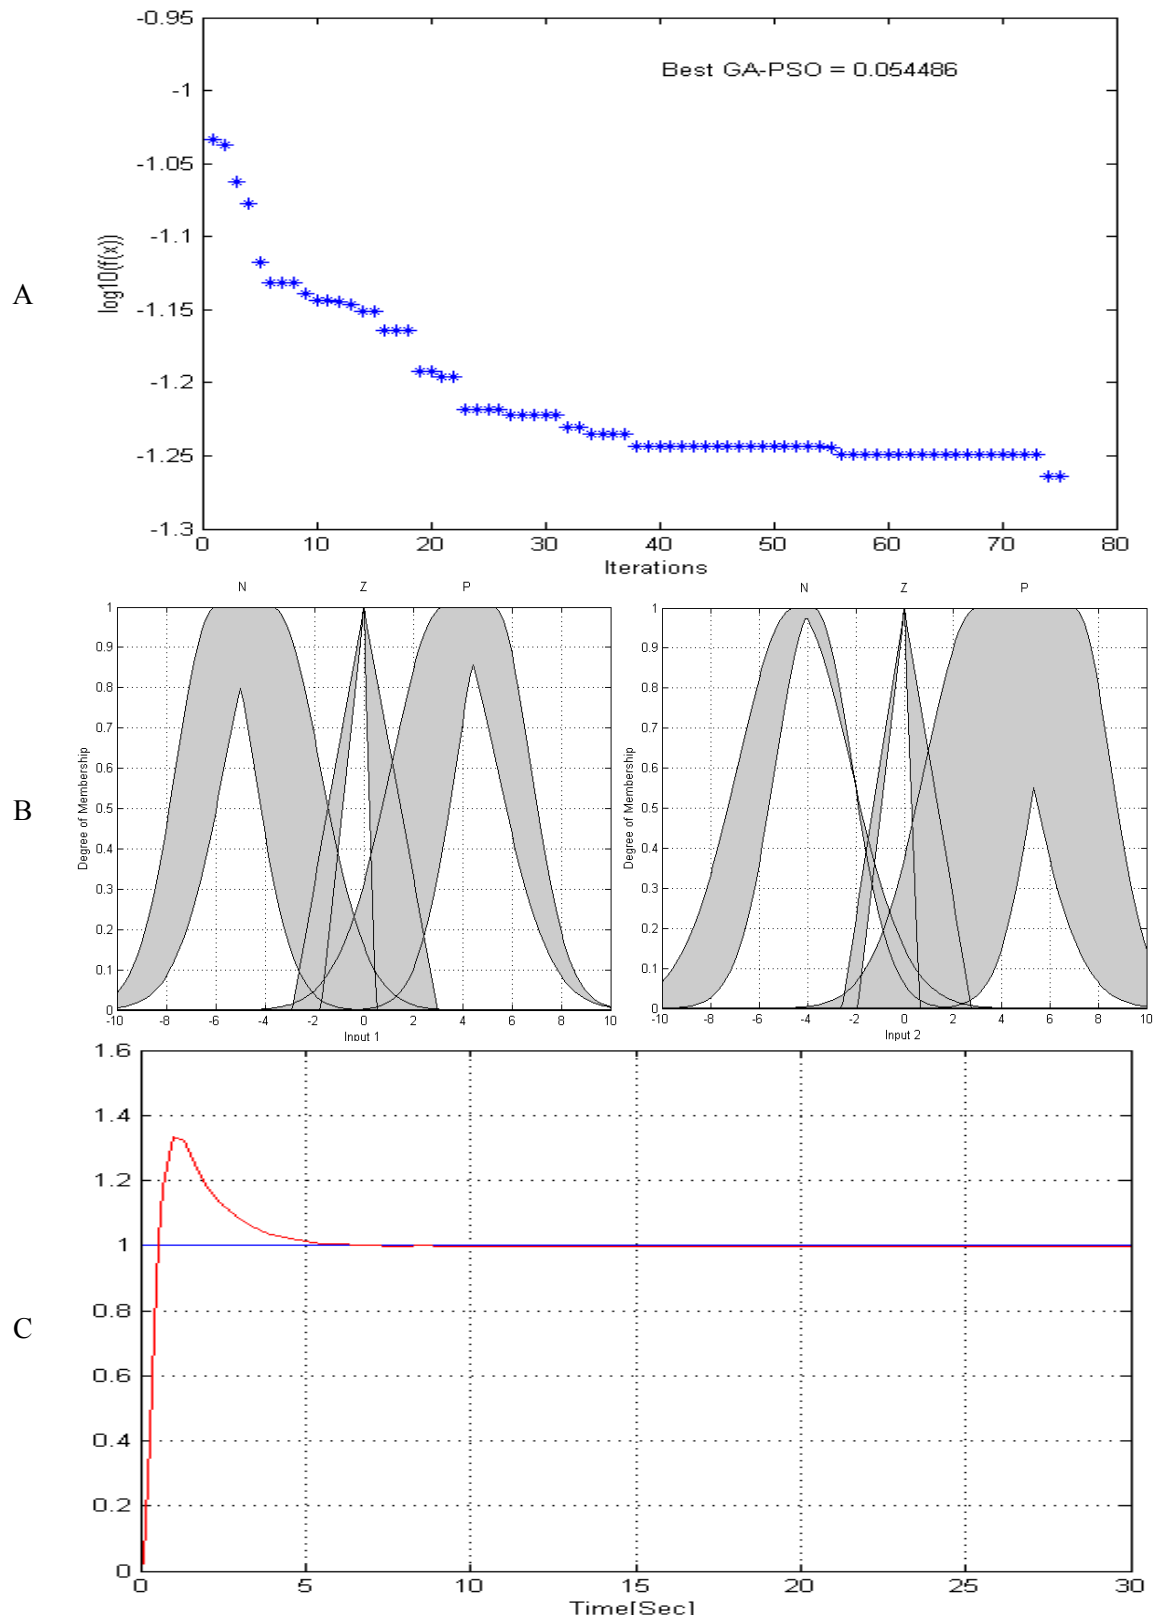 A
-0.95
-1
-1.05
-1.1
-1.15
-1.2
-1.25
-1.3
log10(f(x))
Best GA-PSO = 0.054486
0 10 20 30 40 50 60 70 80
Iterations
B
N Z P
1
0.9
0.8
0.7
0.6
0.5
0.4
0.3
0.2
0.1
0
Degree of Membership
-10 -8 -6 -4 -2 0 2 4 6 8 10
Input 1
N Z P
1
0.9
0.8
0.7
0.6
0.5
0.4
0.3
0.2
0.1
0
Degree of Membership
-10 -8 -6 -4 -2 0 2 4 6 8 10
Input 2
C
1.6
1.4
1.2
1
0.8
0.6
0.4
0.2
0
0 5 10 15 20 25 30
Time[Sec]